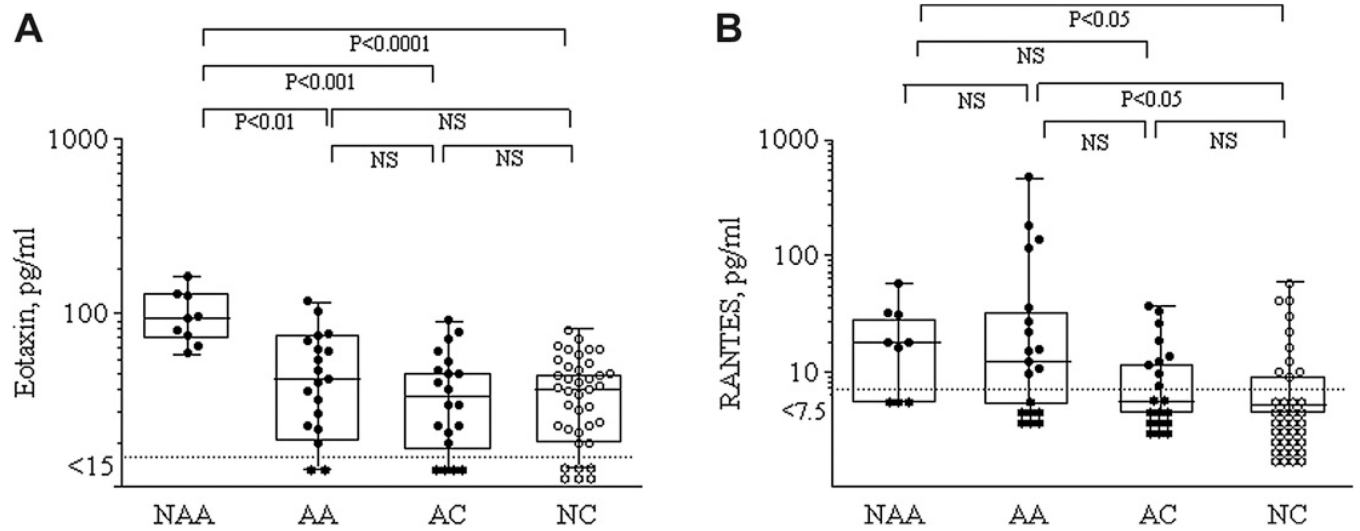 A
P<0.0001
P<0.001
P<0.01
NS
NS
NS
1000
100
<15
Eotaxin, pg/ml
NAA
AA
AC
NC
B
P<0.05
NS
NS
P<0.05
NS
NS
1000
100
10
<7.5
RANTES, pg/ml
NAA
AA
AC
NC